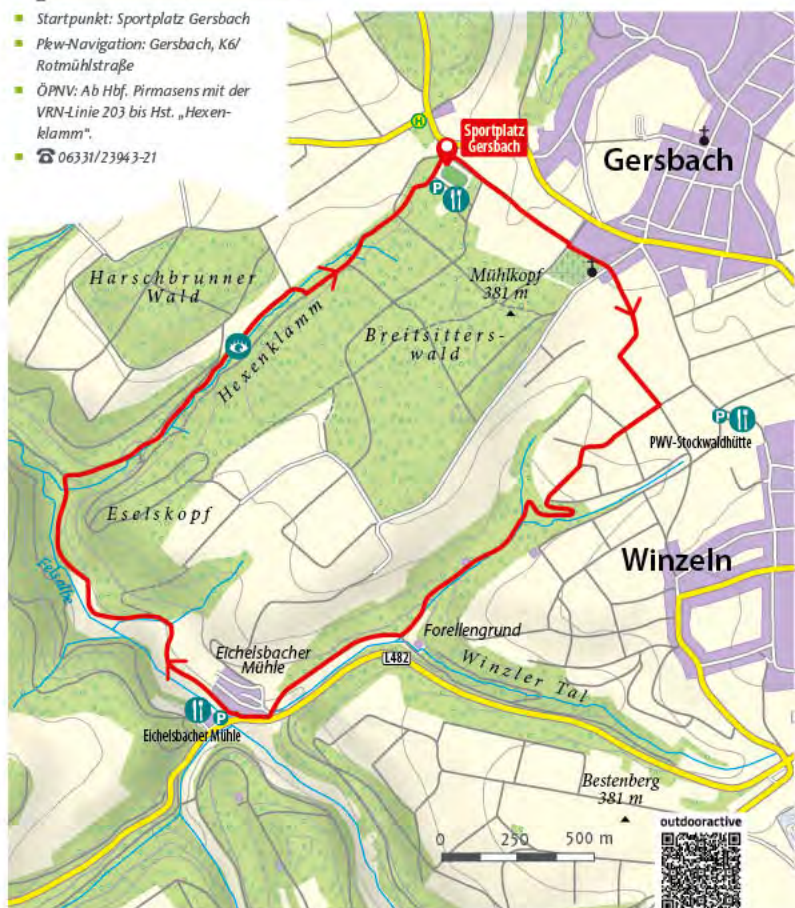 Startpunkt: Sportplatz Gersbach
Pkw-Navigation: Gersbach, K6/
Rotmühlstraße
ÖPNV: Ab Hbf. Pirmasens mit der
VRN-Linie 203 bis Hst. „Hexen-
klamm“.
☎ 06331/23943-21
H
Sportplatz
Gersbach
P
Gersbach
Harschbrunner
Wald
Mühlkopf
381 m
Hexenklamm
Breitsitters-
wald
P
PWV-Stockwaldhütte
Eselskopf
Winzeln
Felsalbe
Forellengrund
Eichelsbacher
Mühle
L482
Winzler Tal
P
Eichelsbacher Mühle
Bestenberg
381 m
outdooractive
0 250 500 m